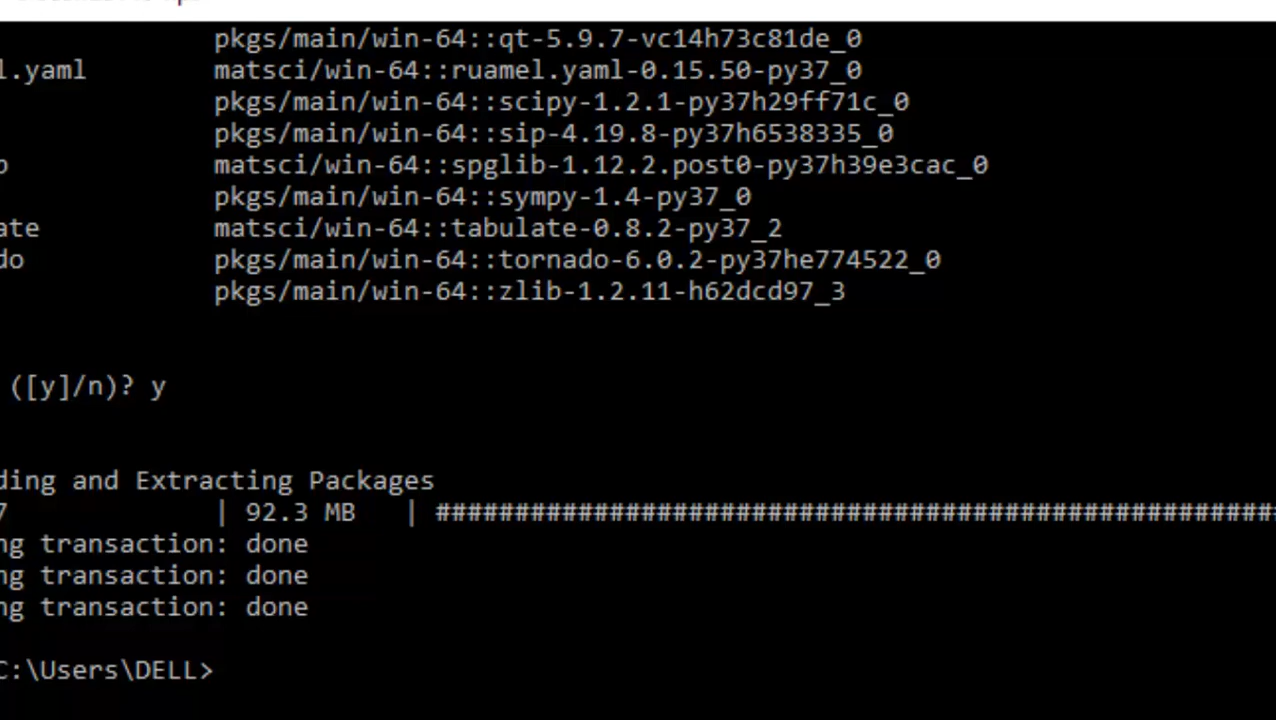 pkgs/main/win-64::qt-5.9.7-vc14h73c81de_0
l.yaml matsci/win-64::ruamel.yaml-0.15.50-py37_0
pkgs/main/win-64::scipy-1.2.1-py37h29ff71c_0
pkgs/main/win-64::sip-4.19.8-py37h6538335_0
matsci/win-64::spglib-1.12.2.post0-py37h39e3cac_0
pkgs/main/win-64::sympy-1.4-py37_0
ate matsci/win-64::tabulate-0.8.2-py37_2
do pkgs/main/win-64::tornado-6.0.2-py37he774522_0
pkgs/main/win-64::zlib-1.2.11-h62dcd97_3
([y]/n)? y
ding and Extracting Packages
7 | 92.3 MB | ######################################################
ng transaction: done
ng transaction: done
ng transaction: done
C:\Users\DELL>